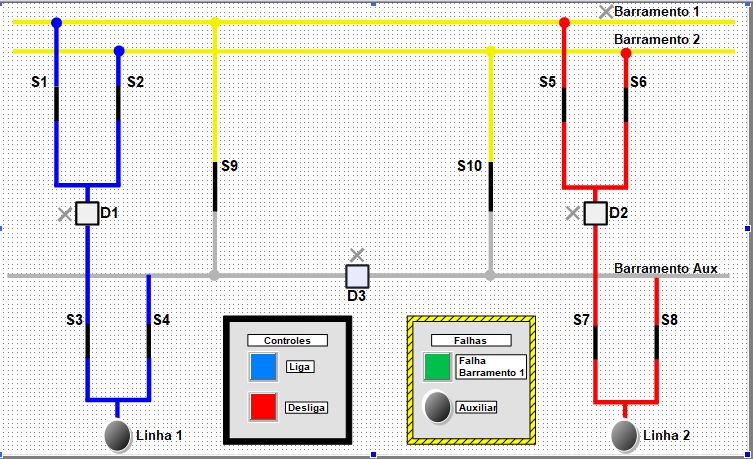 Barramento 1
Barramento 2
S1
S2
S5
S6
S9
S10
D1
D2
Barramento Aux
D3
S3
S4
S7
S8
Controles
Liga
Desliga
Falhas
Falha
Barramento 1
Auxiliar
Linha 1
Linha 2